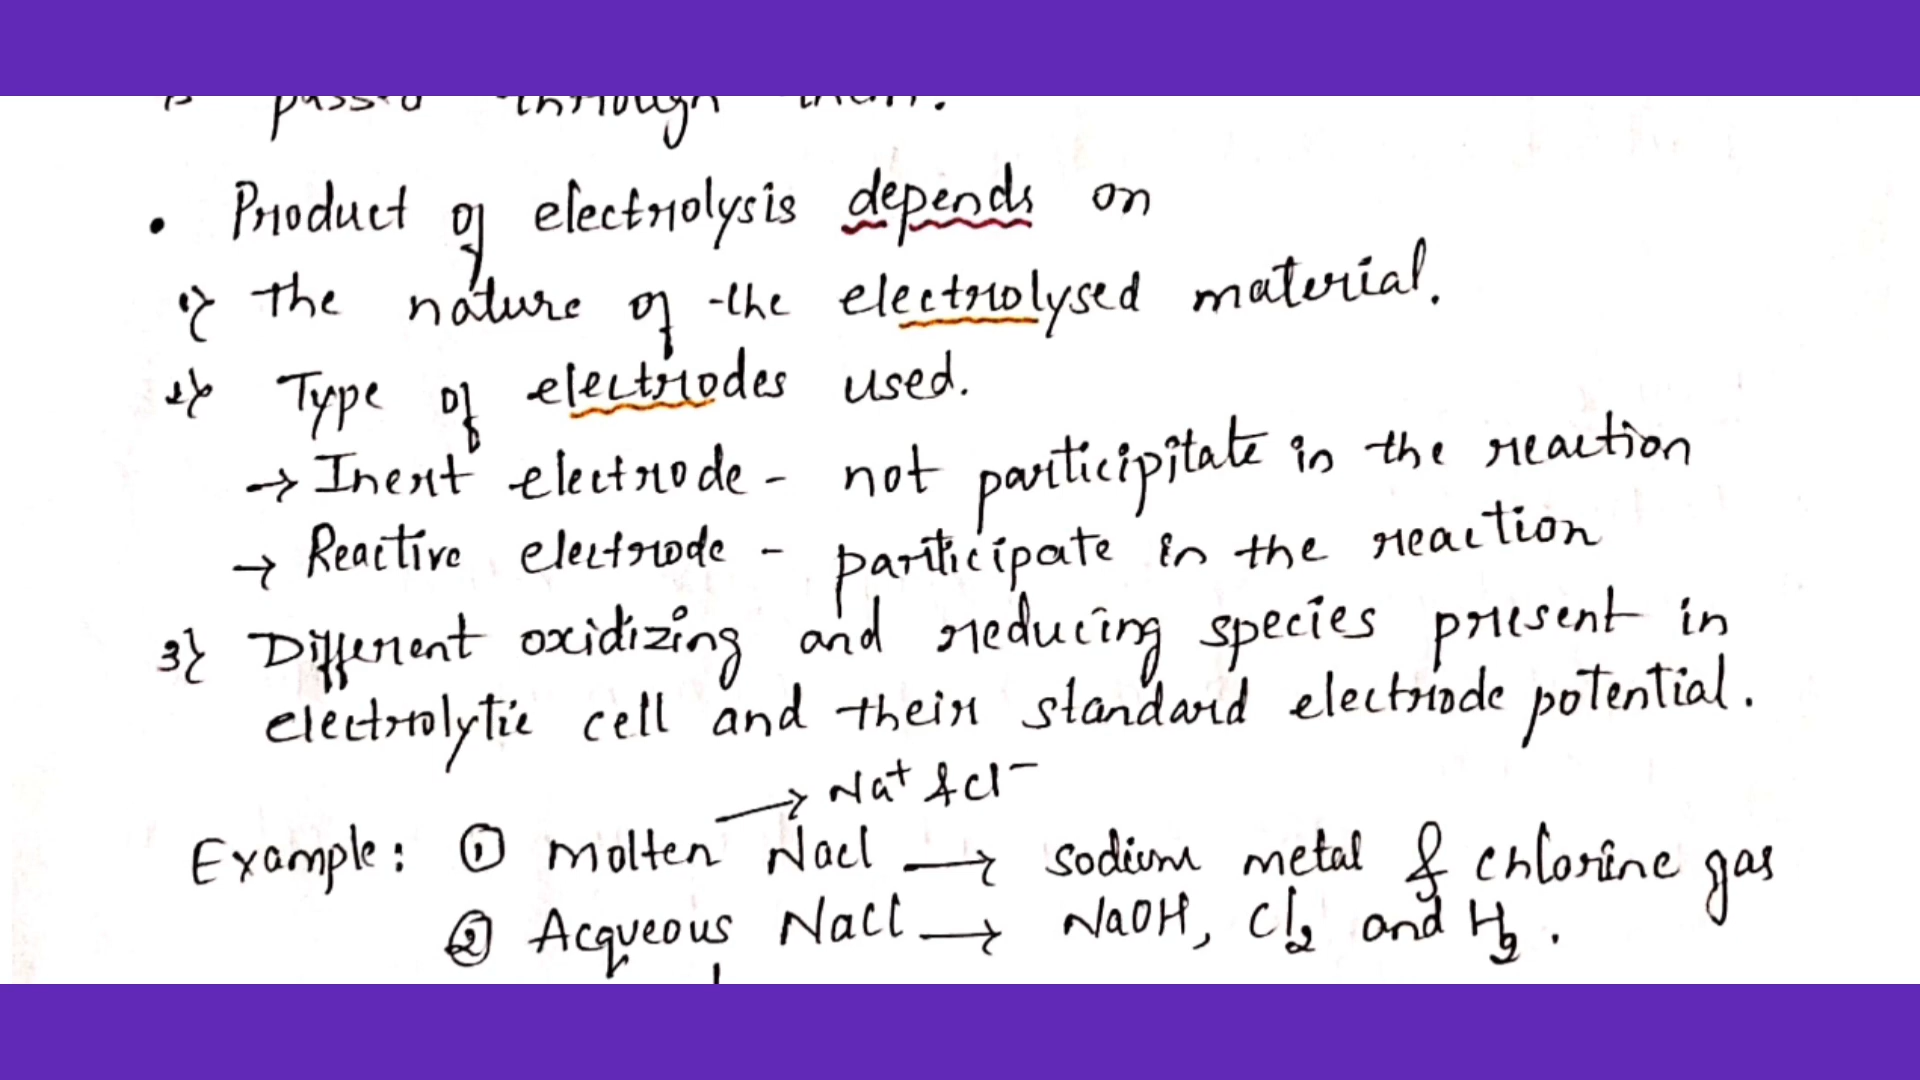 passed through them.
• Product of electrolysis depends on
1} the nature of the electrolysed material.
2} Type of electrodes used.
→ Inert electrode - not participitate in the reaction
→ Reactive electrode - participate in the reaction
3} Different oxidizing and reducing species present in
electrolytic cell and their standard electrode potential.
→ Na⁺ & Cl⁻
Example: ① Molten Nacl → sodium metal & chlorine gas
② Acqueous NaCl → NaOH, Cl₂ and H₂.